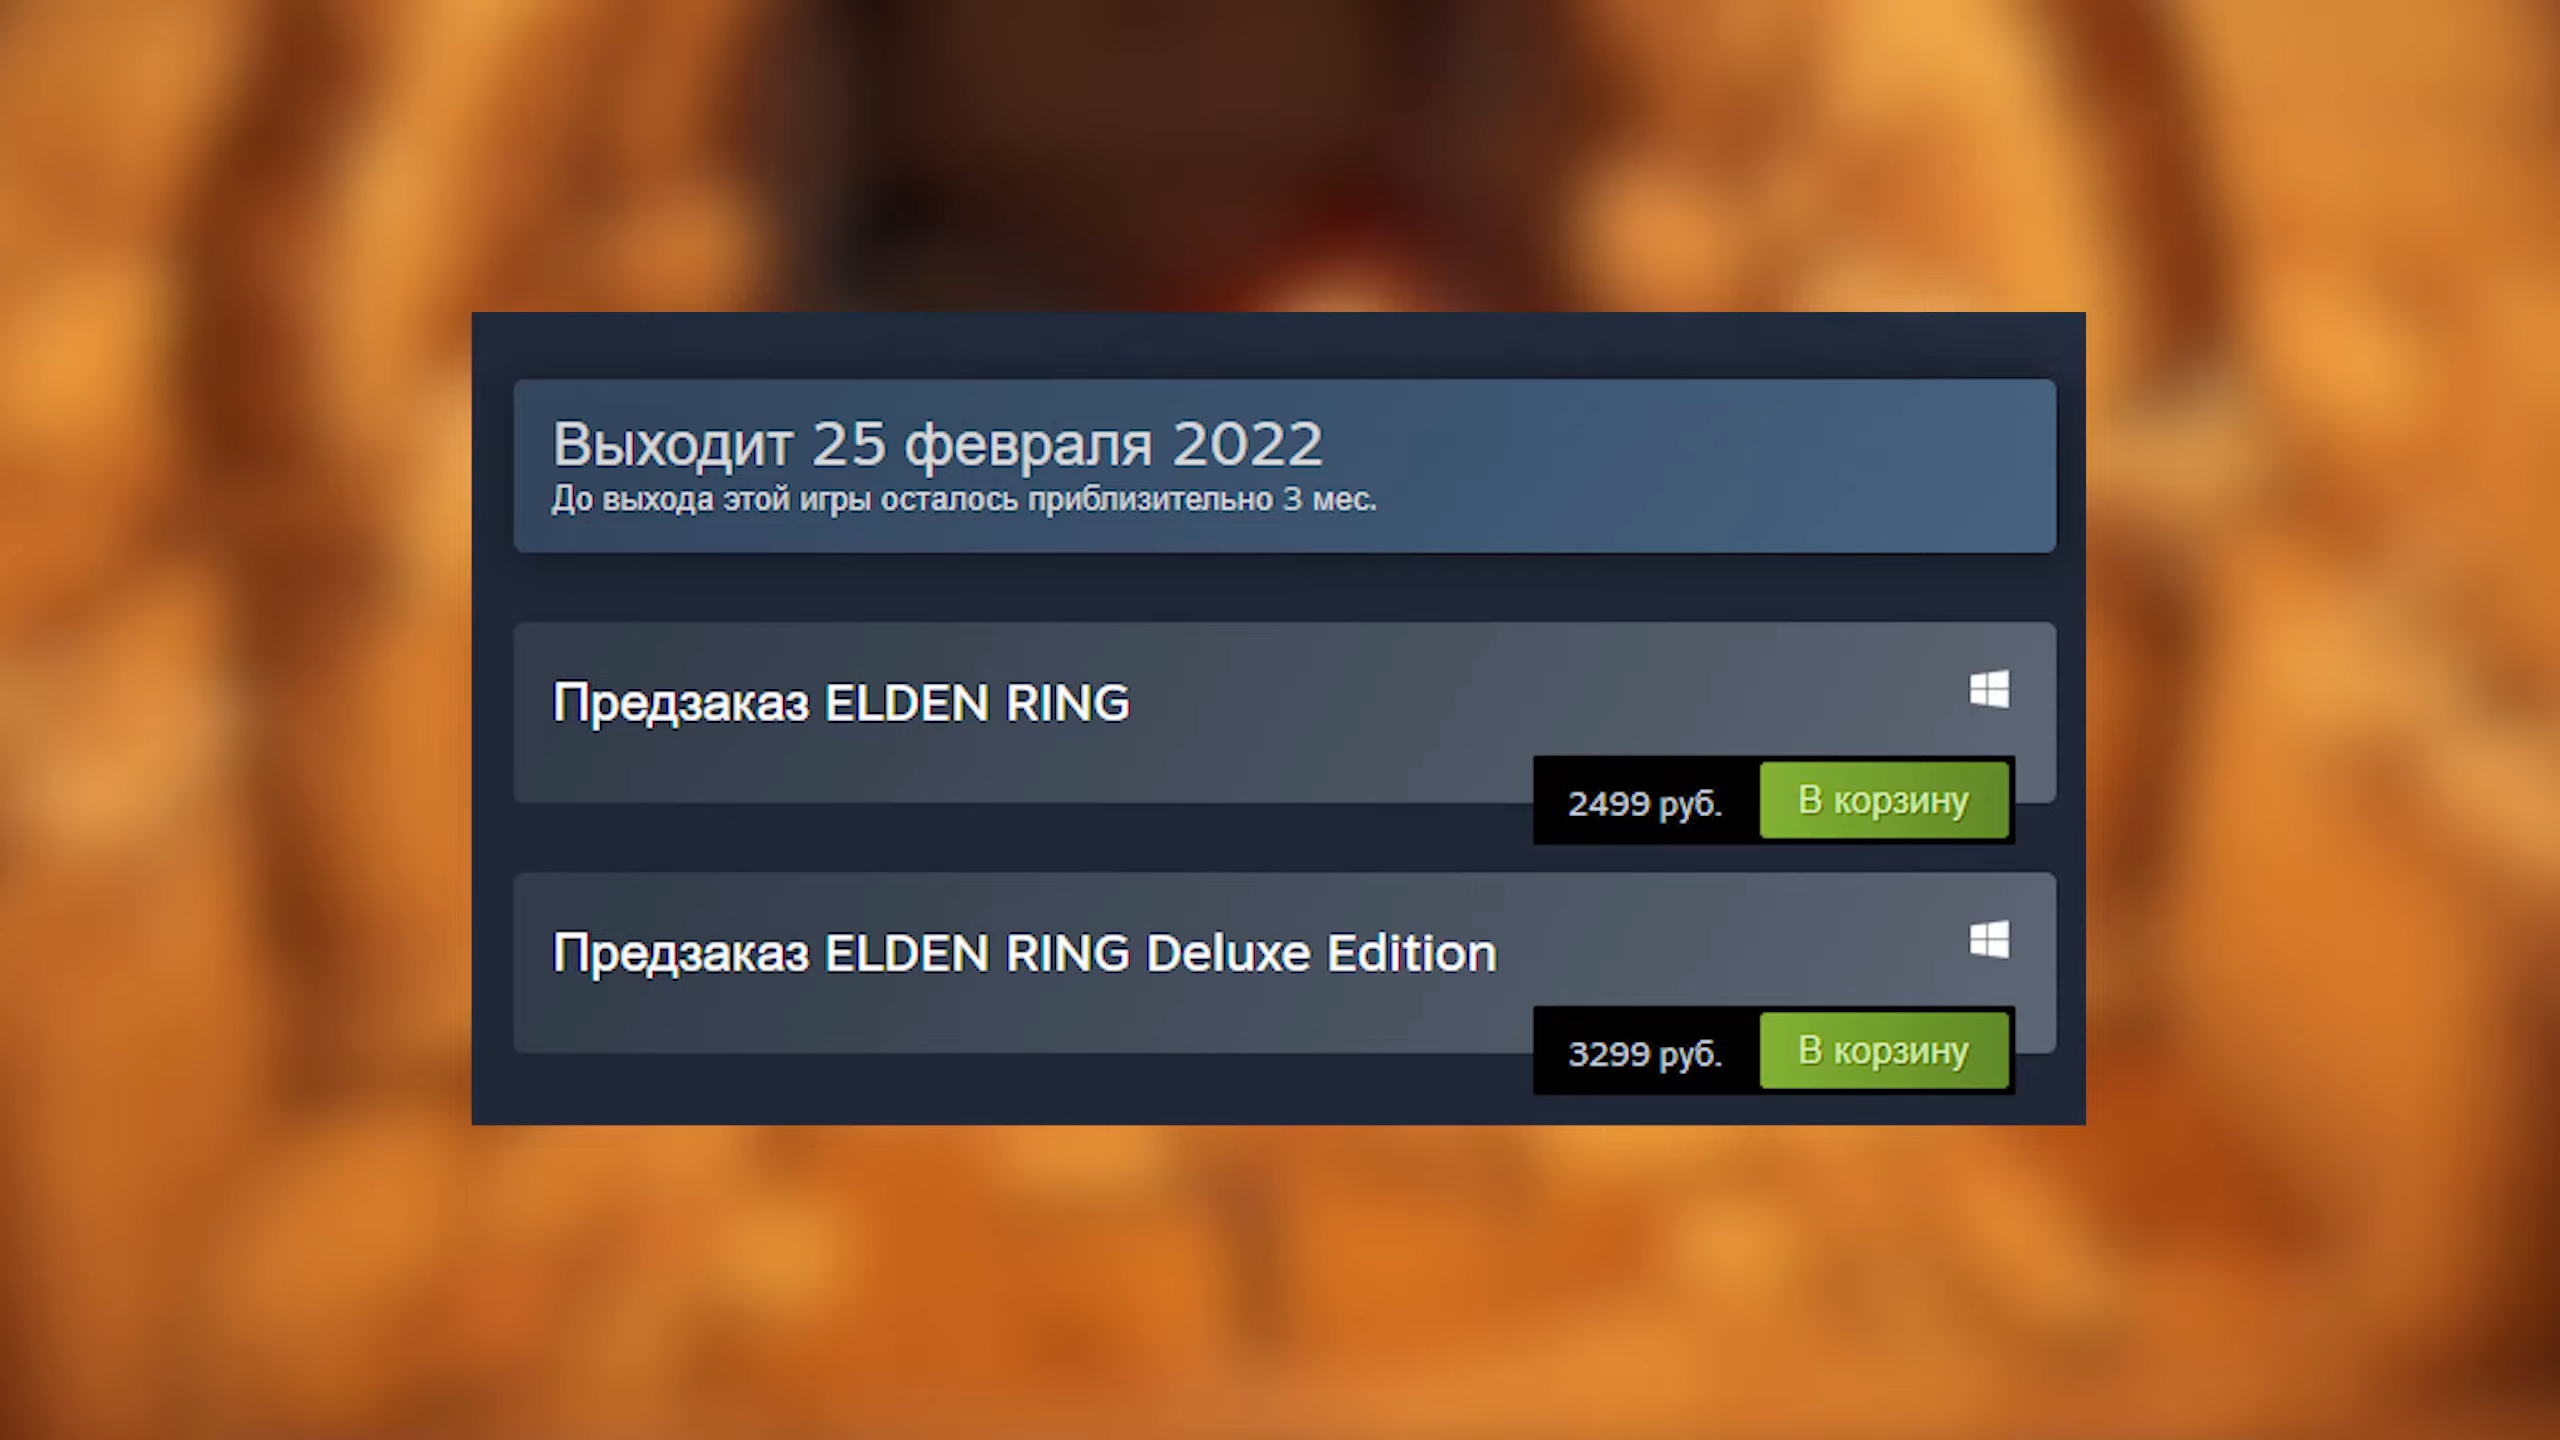 Выходит 25 февраля 2022
До выхода этой игры осталось приблизительно 3 мес.
Предзаказ ELDEN RING
2499 руб.
В корзину
Предзаказ ELDEN RING Deluxe Edition
3299 руб.
В корзину